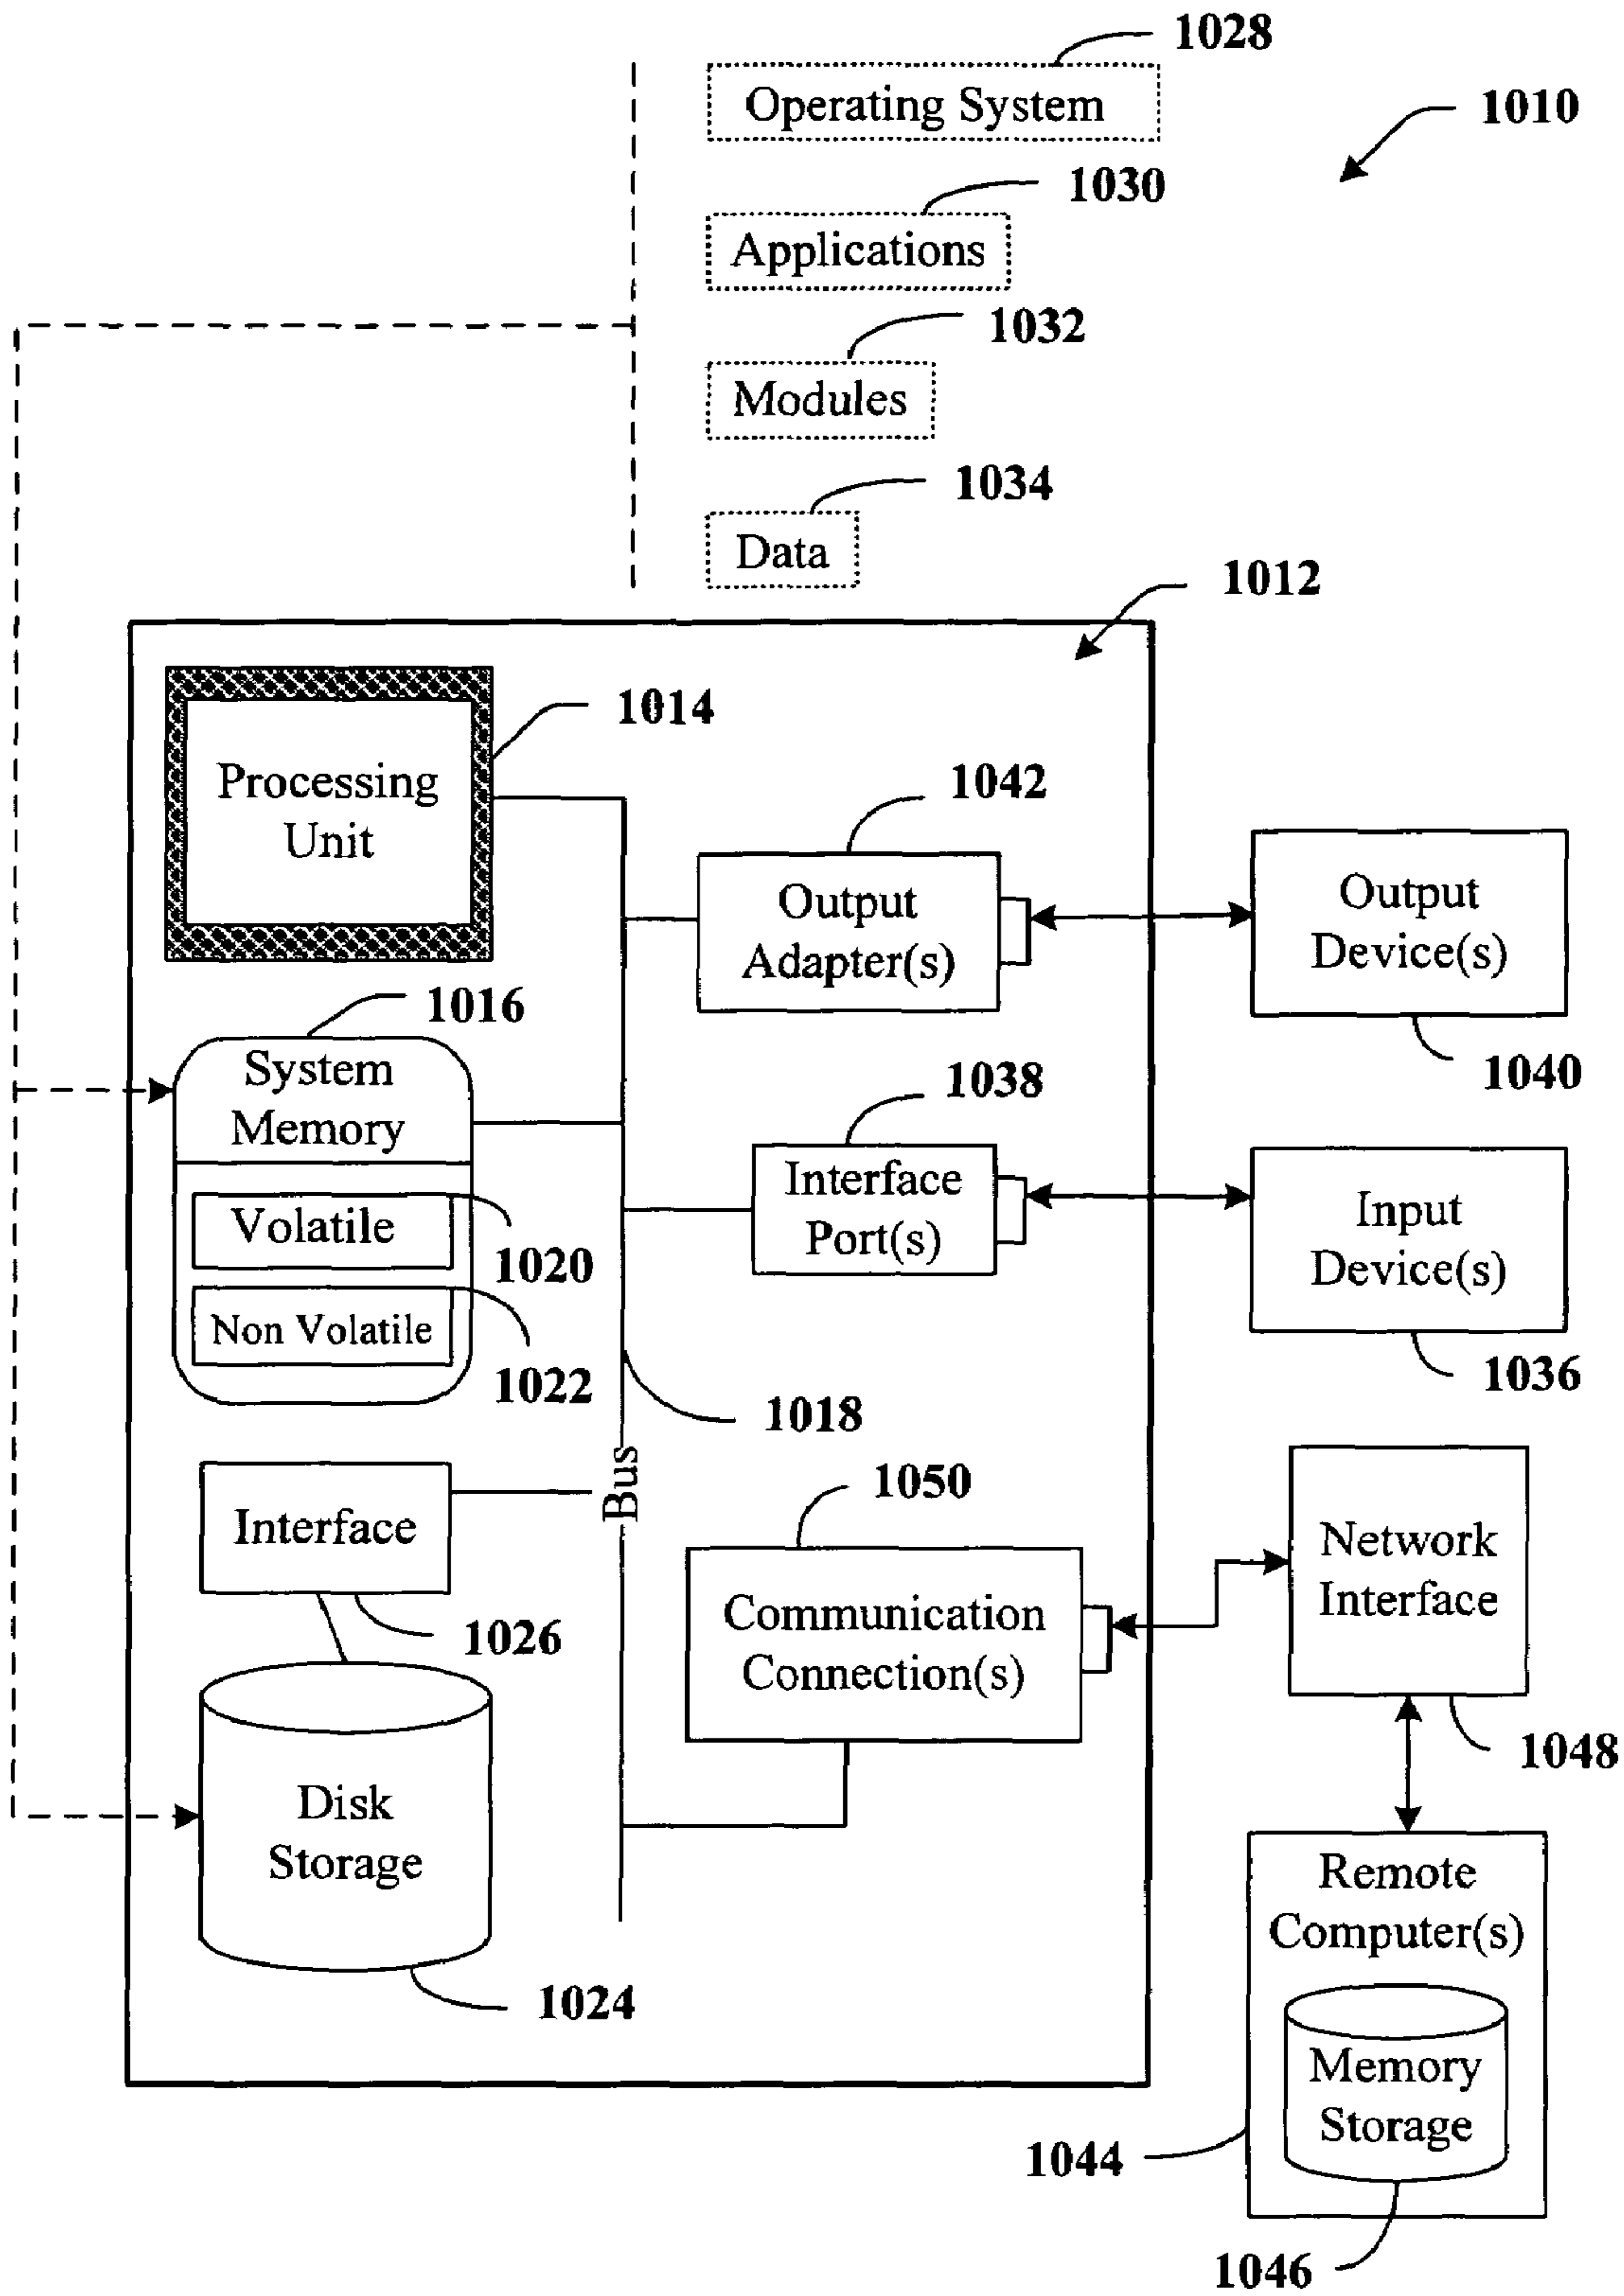 1028
Operating System
1010
1030
Applications
1032
Modules
1034
Data
1012
1014
Processing
Unit
1042
Output
Adapter(s)
Output
Device(s)
1040
1016
System
Memory
1038
Interface
Port(s)
Input
Device(s)
1036
Volatile
1020
Non Volatile
1022
1018
Bus
Interface
1026
1050
Communication
Connection(s)
Network
Interface
1048
Disk
Storage
1024
Remote
Computer(s)
Memory
Storage
1044
1046